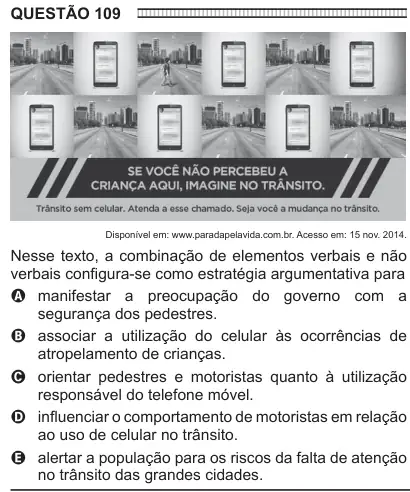 QUESTÃO 109
SE VOCÊ NÃO PERCEBEU A
CRIANÇA AQUI, IMAGINE NO TRÂNSITO.
Trânsito sem celular. Atenda a esse chamado. Seja você a mudança no trânsito.
Disponível em: www.paradapelavida.com.br. Acesso em: 15 nov. 2014.
Nesse texto, a combinação de elementos verbais e não
verbais configura-se como estratégia argumentativa para
A manifestar a preocupação do governo com a
segurança dos pedestres.
B associar a utilização do celular às ocorrências de
atropelamento de crianças.
C orientar pedestres e motoristas quanto à utilização
responsável do telefone móvel.
D influenciar o comportamento de motoristas em relação
ao uso de celular no trânsito.
E alertar a população para os riscos da falta de atenção
no trânsito das grandes cidades.